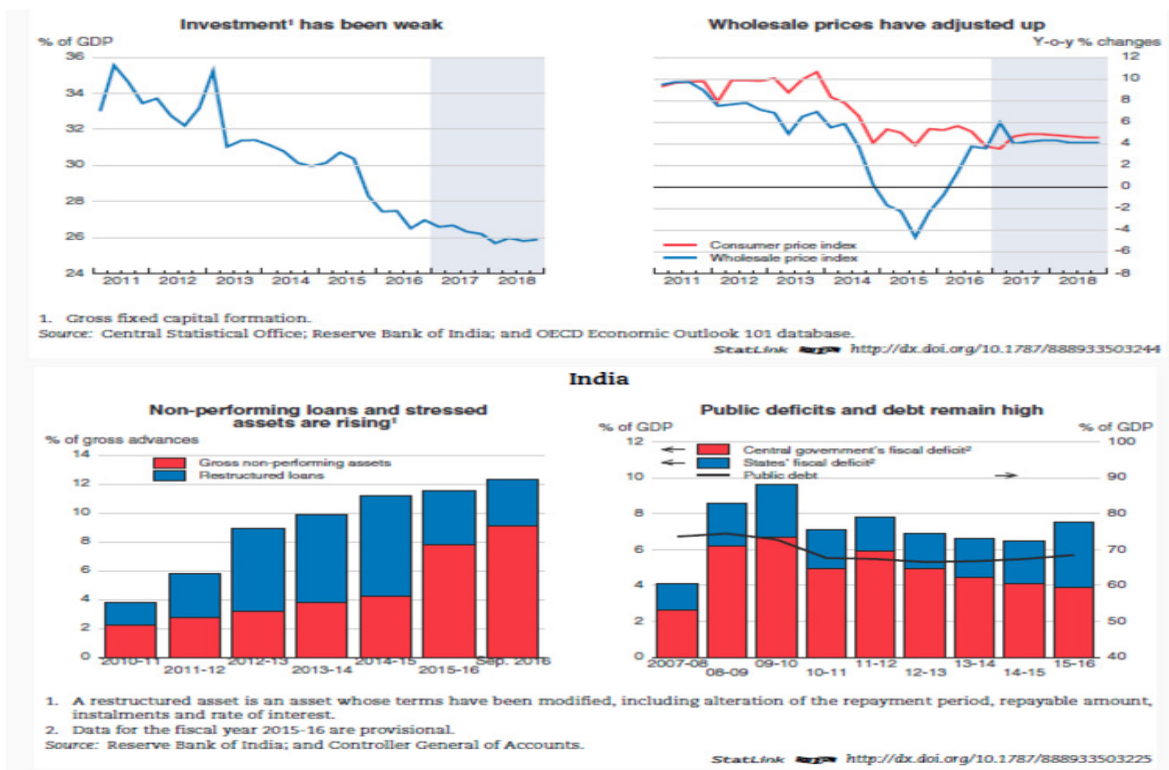 Investment¹ has been weak
% of GDP
36
34
32
30
28
26
24
2011 2012 2013 2014 2015 2016 2017 2018
Wholesale prices have adjusted up
Y-o-y % changes
12
10
8
6
4
2
0
-2
-4
-6
-8
Consumer price index
Wholesale price index
2011 2012 2013 2014 2015 2016 2017 2018
1. Gross fixed capital formation.
Source: Central Statistical Office; Reserve Bank of India; and OECD Economic Outlook 101 database.
StatLink http://dx.doi.org/10.1787/888933503244
India
Non-performing loans and stressed
assets are rising¹
% of gross advances
14
12
10
8
6
4
2
0
Gross non-performing assets
Restructured loans
2010-11 2012-13 2014-15 Sep. 2016
2011-12 2013-14 2015-16
Public deficits and debt remain high
% of GDP % of GDP
12
10
8
6
4
2
0
Central government's fiscal deficit²
States' fiscal deficit²
Public debt
100
90
80
70
60
50
40
2007-08 09-10 11-12 13-14 15-16
08-09 10-11 12-13 14-15
1. A restructured asset is an asset whose terms have been modified, including alteration of the repayment period, repayable amount,
instalments and rate of interest.
2. Data for the fiscal year 2015-16 are provisional.
Source: Reserve Bank of India; and Controller General of Accounts.
StatLink http://dx.doi.org/10.1787/888933503225